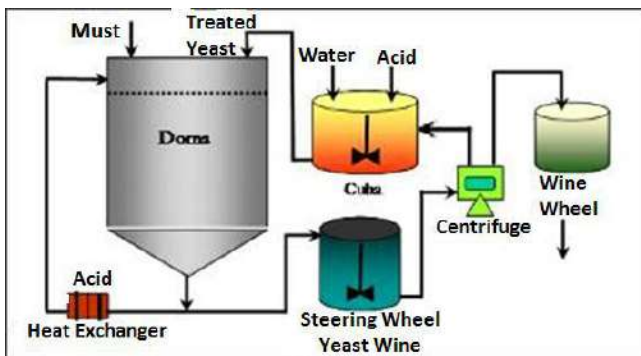 Must
Treated
Yeast
Water
Acid
Dorna
Cuba
Wine
Wheel
Centrifuge
Acid
Heat Exchanger
Steering Wheel
Yeast Wine